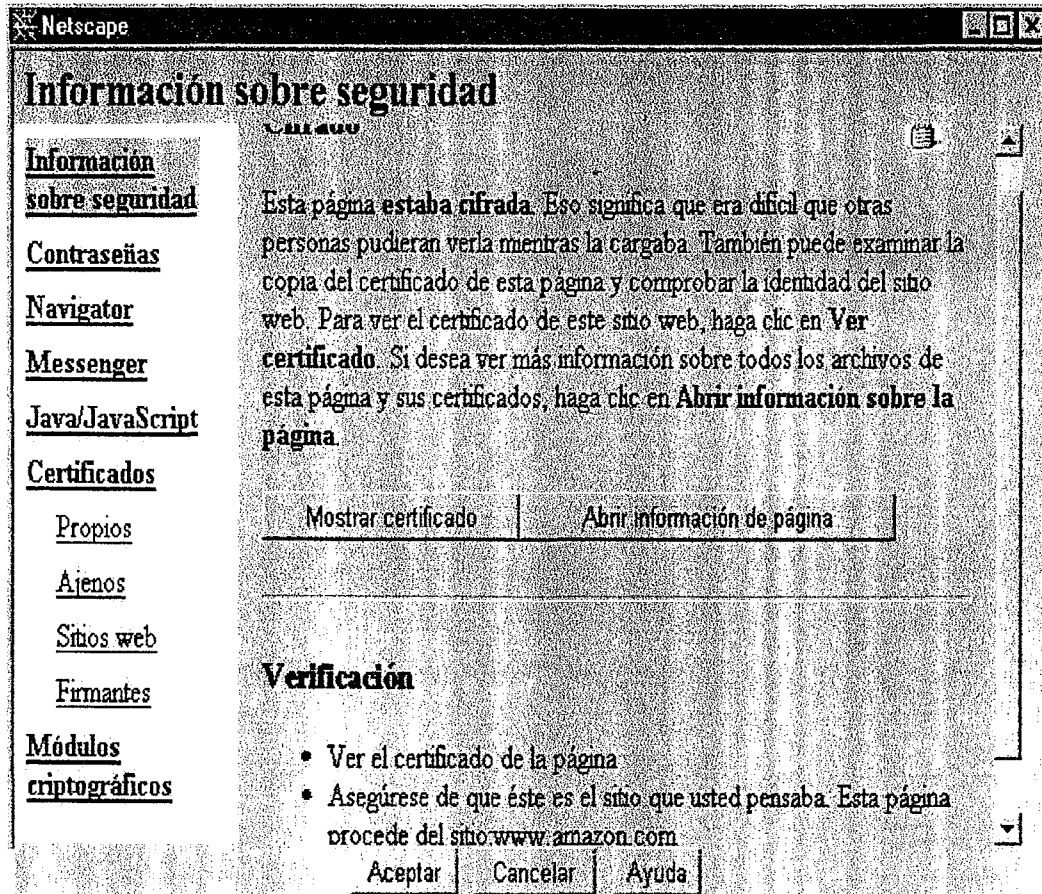 Netscape
Información sobre seguridad
Información
sobre seguridad
Contraseñas
Navigator
Messenger
Java/JavaScript
Certificados
Propios
Ajenos
Sitios web
Firmantes
Módulos
criptográficos
Cifrado
Esta página estaba cifrada. Eso significa que era difícil que otras
personas pudieran verla mientras la cargaba. También puede examinar la
copia del certificado de esta página y comprobar la identidad del sitio
web. Para ver el certificado de este sitio web, haga clic en Ver
certificado. Si desea ver más información sobre todos los archivos de
esta página y sus certificados, haga clic en Abrir información sobre la
página.
Mostrar certificado
Abrir información de página
Verificación
• Ver el certificado de la página
• Asegúrese de que éste es el sitio que usted pensaba. Esta página
procede del sitio:www.amazon.com
Aceptar
Cancelar
Ayuda